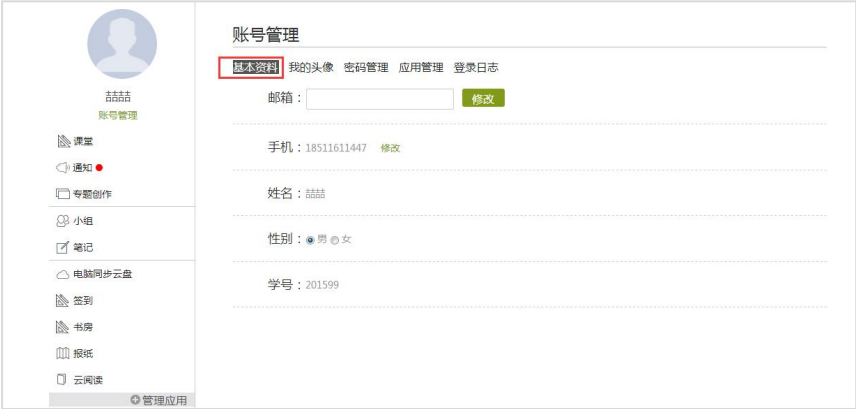 喆喆
账号管理
课堂
通知
专题创作
小组
笔记
电脑同步云盘
签到
书房
报纸
云阅读
管理应用
账号管理
基本资料 我的头像 密码管理 应用管理 登录日志
邮箱： 修改
手机：18511611447 修改
姓名：喆喆
性别：男 女
学号：201599